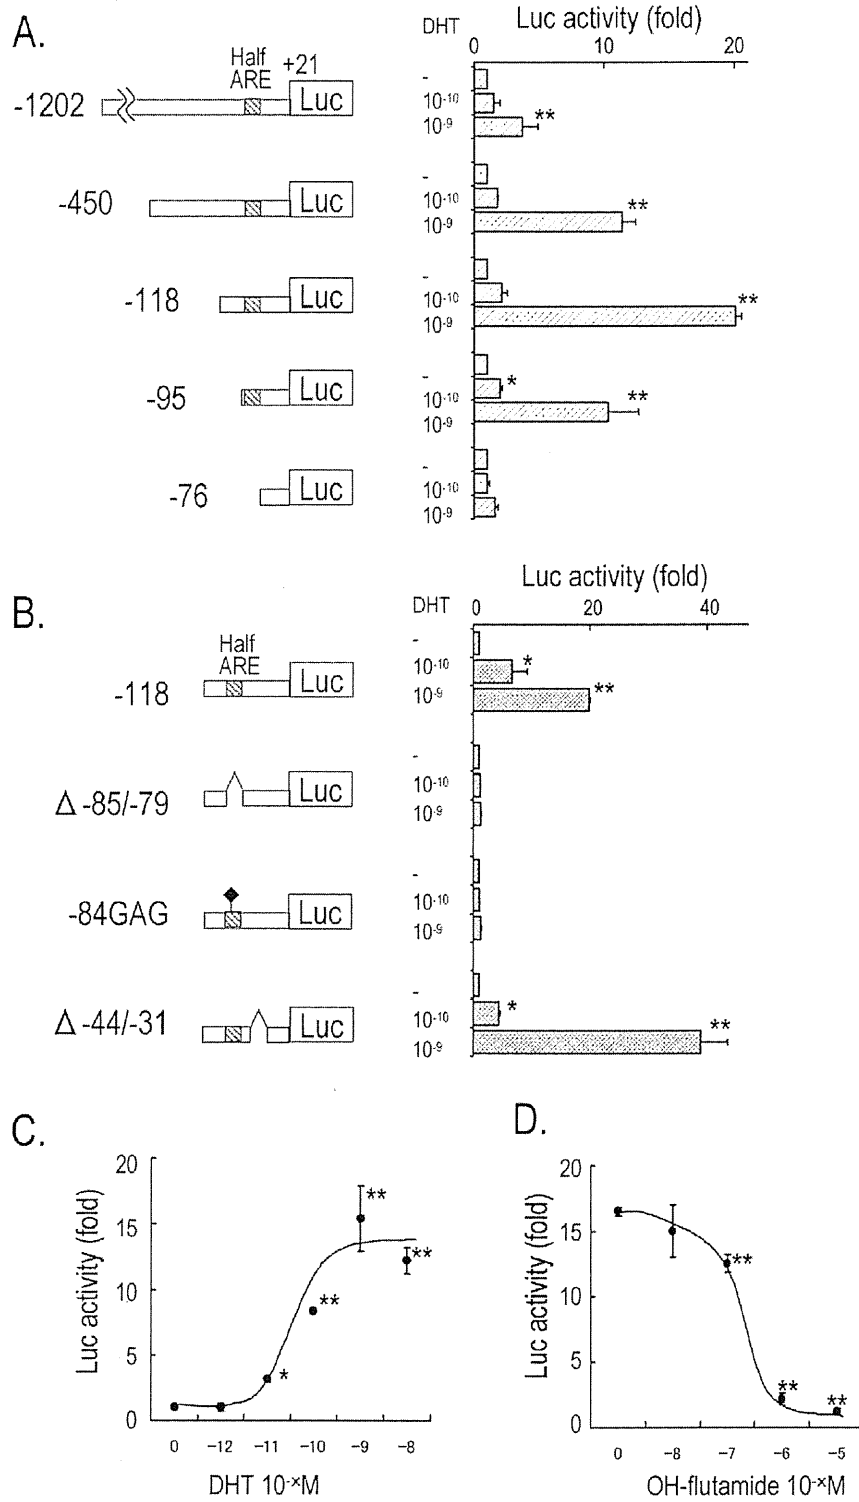 A.
DHT
Luc activity (fold)
0 10 20
Half
ARE
+21
-1202
Luc
-
10-10
10-9
**
-450
Luc
-
10-10
10-9
**
-118
Luc
-
10-10
10-9
**
-95
Luc
-
10-10
10-9
*
**
-76
Luc
-
10-10
10-9
B.
DHT
Luc activity (fold)
0 20 40
Half
ARE
-118
Luc
-
10-10
10-9
*
**
Δ -85/-79
Luc
-
10-10
10-9
-84GAG
Luc
-
10-10
10-9
Δ -44/-31
Luc
-
10-10
10-9
*
**
C.
Luc activity (fold)
20
15
10
5
0
*
**
**
**
0 -12 -11 -10 -9 -8
DHT 10-xM
D.
Luc activity (fold)
20
15
10
5
0
**
**
**
0 -8 -7 -6 -5
OH-flutamide 10-xM